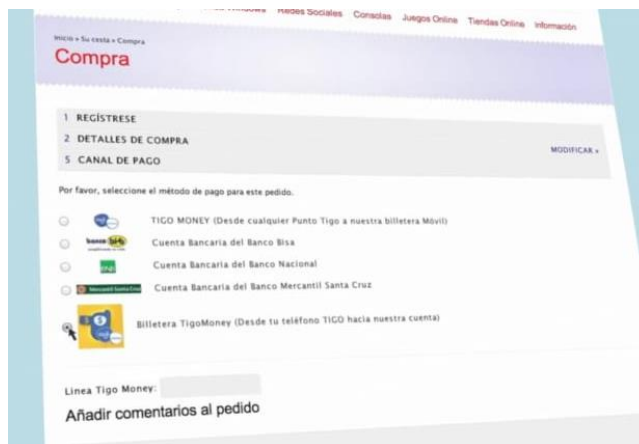 Redes Sociales Consolas Juegos Online Tiendas Online Información
Inicio » Su cesta » Compra
Compra
1 REGÍSTRESE
2 DETALLES DE COMPRA
MODIFICAR »
5 CANAL DE PAGO
Por favor, seleccione el método de pago para este pedido.
TIGO MONEY (Desde cualquier Punto Tigo a nuestra billetera Móvil)
Cuenta Bancaria del Banco Bisa
Cuenta Bancaria del Banco Nacional
Mercantil Santa Cruz Cuenta Bancaria del Banco Mercantil Santa Cruz
Billetera TigoMoney (Desde tu teléfono TIGO hacia nuestra cuenta)
Linea Tigo Money:
Añadir comentarios al pedido